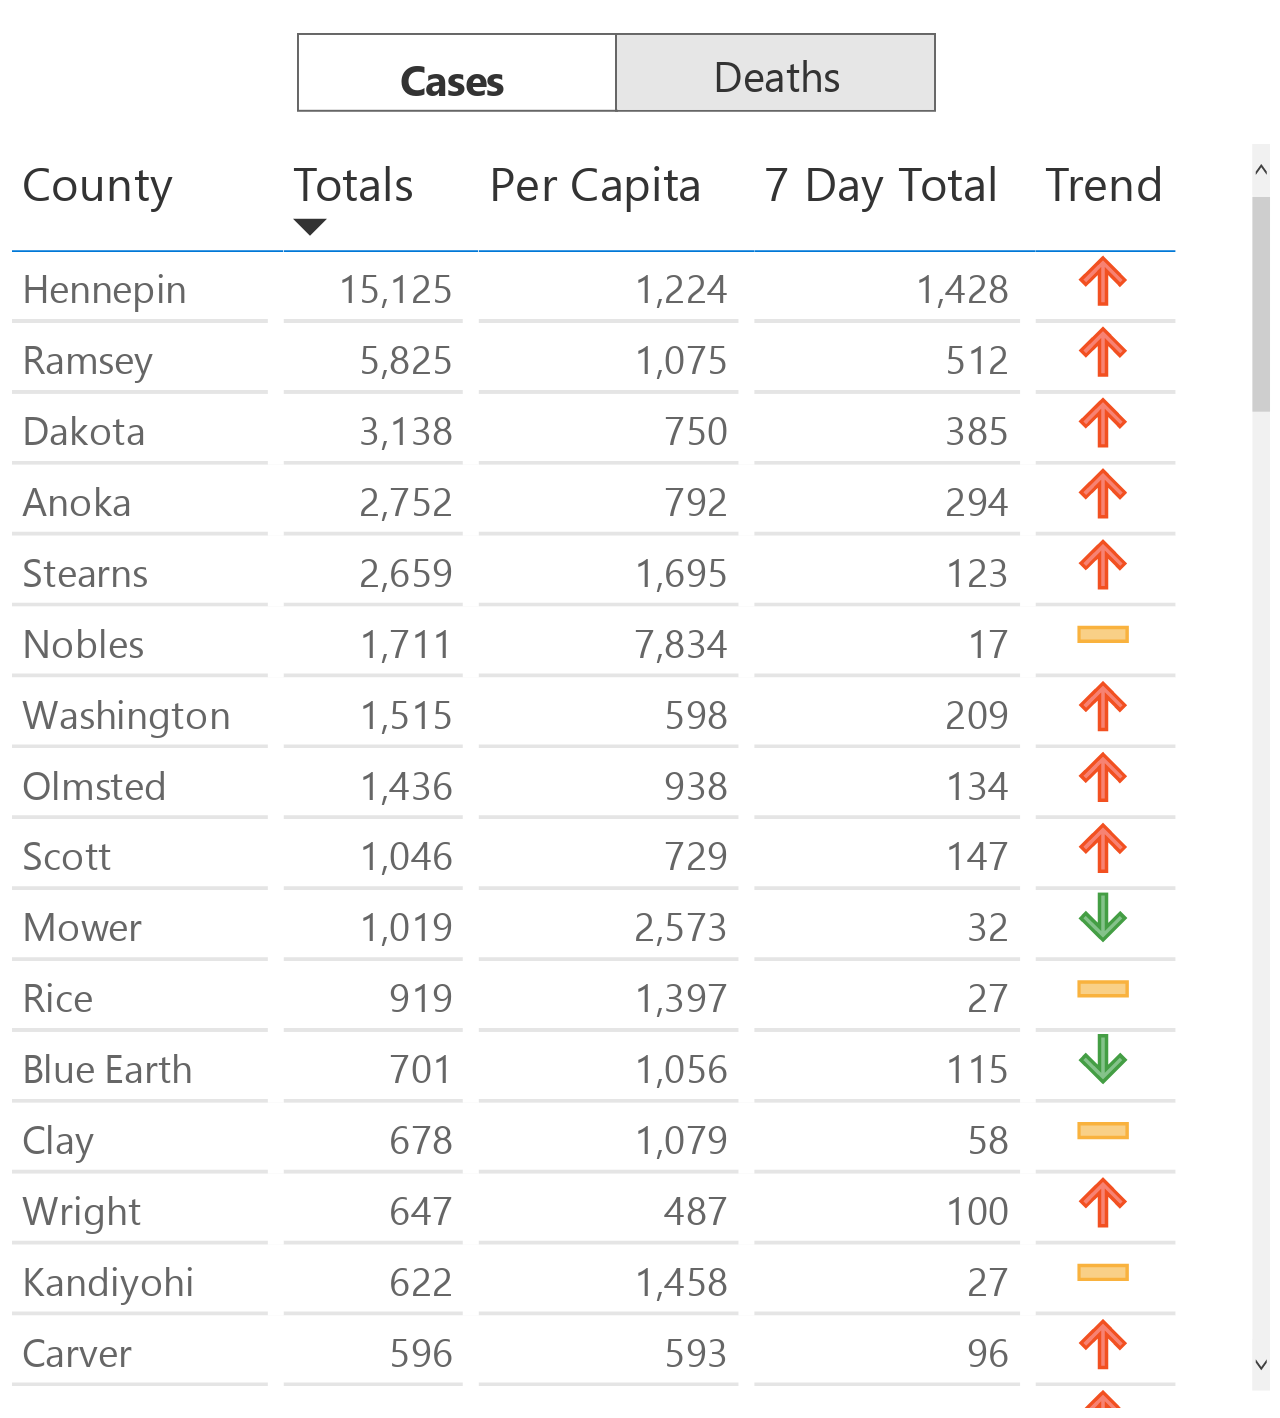 Cases Deaths
County Totals Per Capita 7 Day Total Trend
Hennepin 15,125 1,224 1,428
Ramsey 5,825 1,075 512
Dakota 3,138 750 385
Anoka 2,752 792 294
Stearns 2,659 1,695 123
Nobles 1,711 7,834 17
Washington 1,515 598 209
Olmsted 1,436 938 134
Scott 1,046 729 147
Mower 1,019 2,573 32
Rice 919 1,397 27
Blue Earth 701 1,056 115
Clay 678 1,079 58
Wright 647 487 100
Kandiyohi 622 1,458 27
Carver 596 593 96